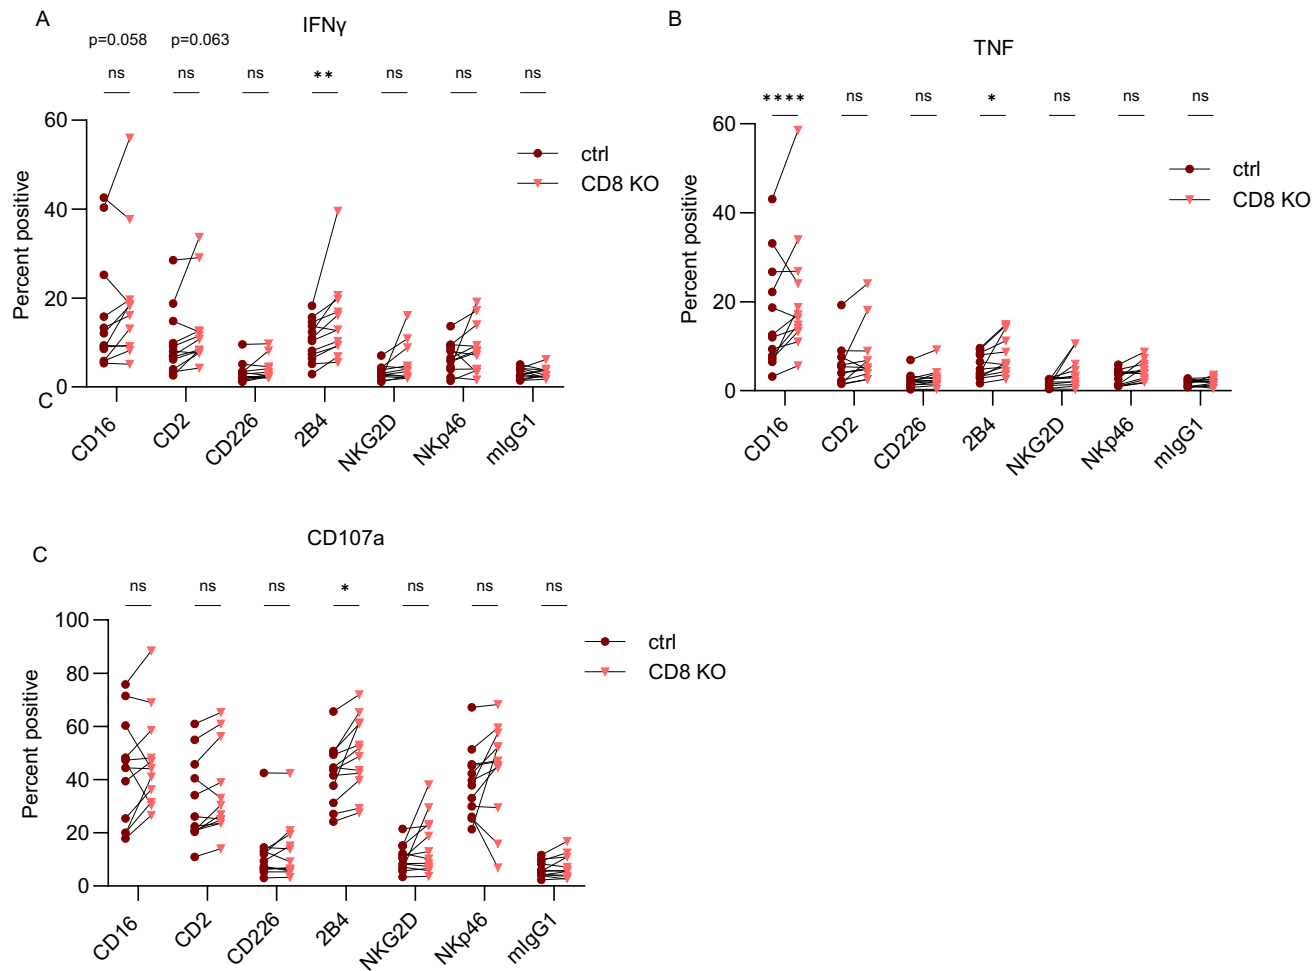 A
IFNγ
p=0.058 p=0.063
ns ns ns ** ns ns ns
60
40
20
0
Percent positive
ctrl
CD8 KO
C
CD16 CD2 CD226 2B4 NKG2D NKp46 mIgG1
B
TNF
**** ns ns * ns ns ns
60
40
20
0
Percent positive
ctrl
CD8 KO
CD16 CD2 CD226 2B4 NKG2D NKp46 mIgG1
C
CD107a
ns ns ns * ns ns ns
100
80
60
40
20
0
Percent positive
ctrl
CD8 KO
CD16 CD2 CD226 2B4 NKG2D NKp46 mIgG1